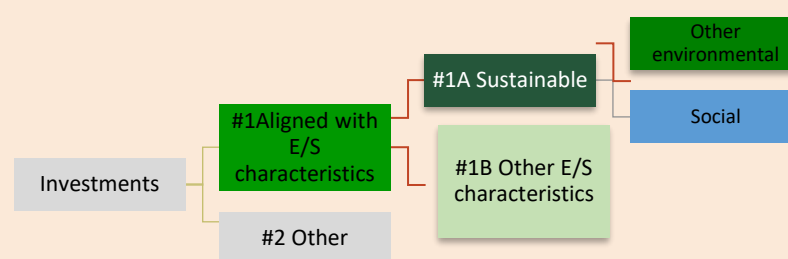 Other
environmental
#1A Sustainable
#1Aligned with
E/S
characteristics
Social
#1B Other E/S
characteristics
Investments
#2 Other